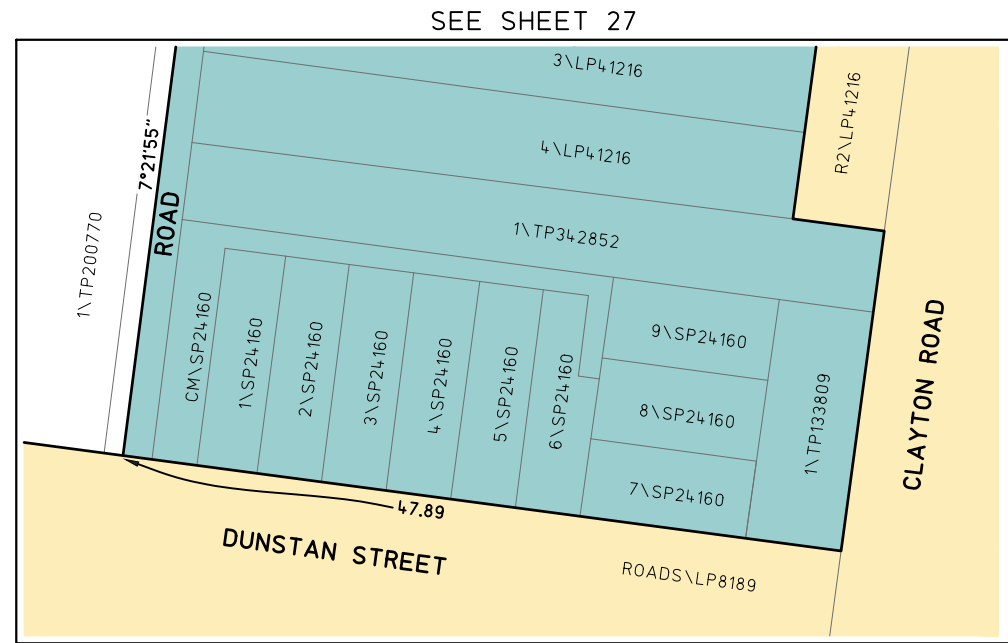 SEE SHEET 27
3\LP41216
R2\LP41216
4\LP41216
7°21'55"
ROAD
1\TP200770
1\TP342852
CM\SP24160
1\SP24160
2\SP24160
3\SP24160
4\SP24160
5\SP24160
6\SP24160
9\SP24160
8\SP24160
7\SP24160
1\TP133809
CLAYTON ROAD
47.89
DUNSTAN STREET
ROADS\LP8189